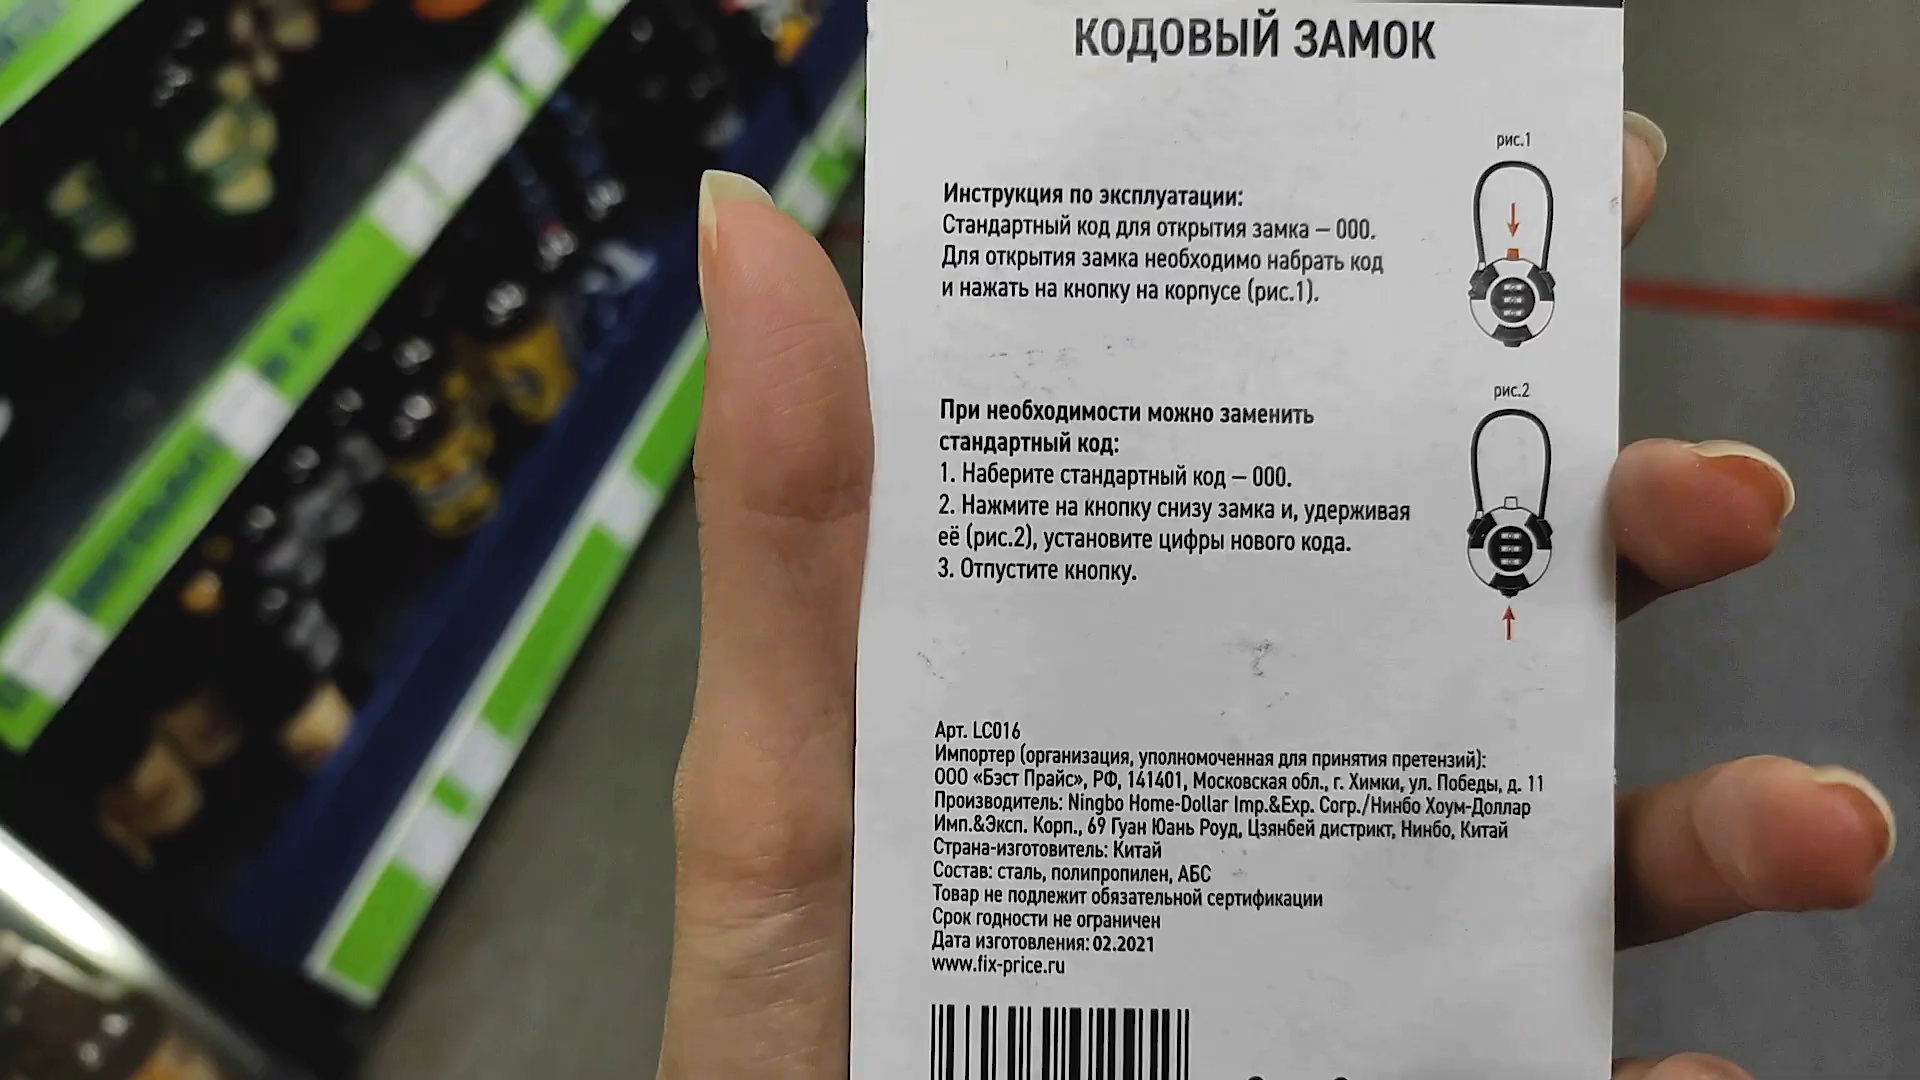 КОДОВЫЙ ЗАМОК
рис.1
Инструкция по эксплуатации:
Стандартный код для открытия замка – 000.
Для открытия замка необходимо набрать код
и нажать на кнопку на корпусе (рис.1).
рис.2
При необходимости можно заменить
стандартный код:
1. Наберите стандартный код – 000.
2. Нажмите на кнопку снизу замка и, удерживая
её (рис.2), установите цифры нового кода.
3. Отпустите кнопку.
Арт. LC016
Импортер (организация, уполномоченная для принятия претензий):
ООО «Бэст Прайс», РФ, 141401, Московская обл., г. Химки, ул. Победы, д. 11
Производитель: Ningbo Home-Dollar Imp.&Exp. Corp./Нинбо Хоум-Доллар
Имп.&Эксп. Корп., 69 Гуан Юань Роуд, Цзянбей дистрикт, Нинбо, Китай
Страна-изготовитель: Китай
Состав: сталь, полипропилен, АБС
Товар не подлежит обязательной сертификации
Срок годности не ограничен
Дата изготовления: 02.2021
www.fix-price.ru